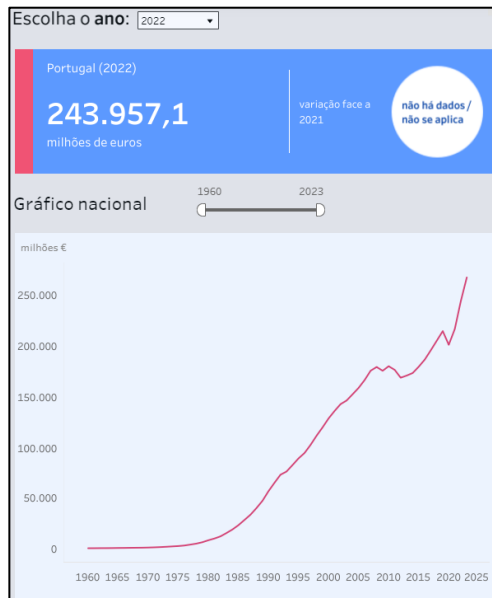 Escolha o ano: 2022
Portugal (2022)
243.957,1
milhões de euros
variação face a
2021
não há dados /
não se aplica
1960 2023
Gráfico nacional
milhões €
250.000
200.000
150.000
100.000
50.000
0
1960 1965 1970 1975 1980 1985 1990 1995 2000 2005 2010 2015 2020 2025